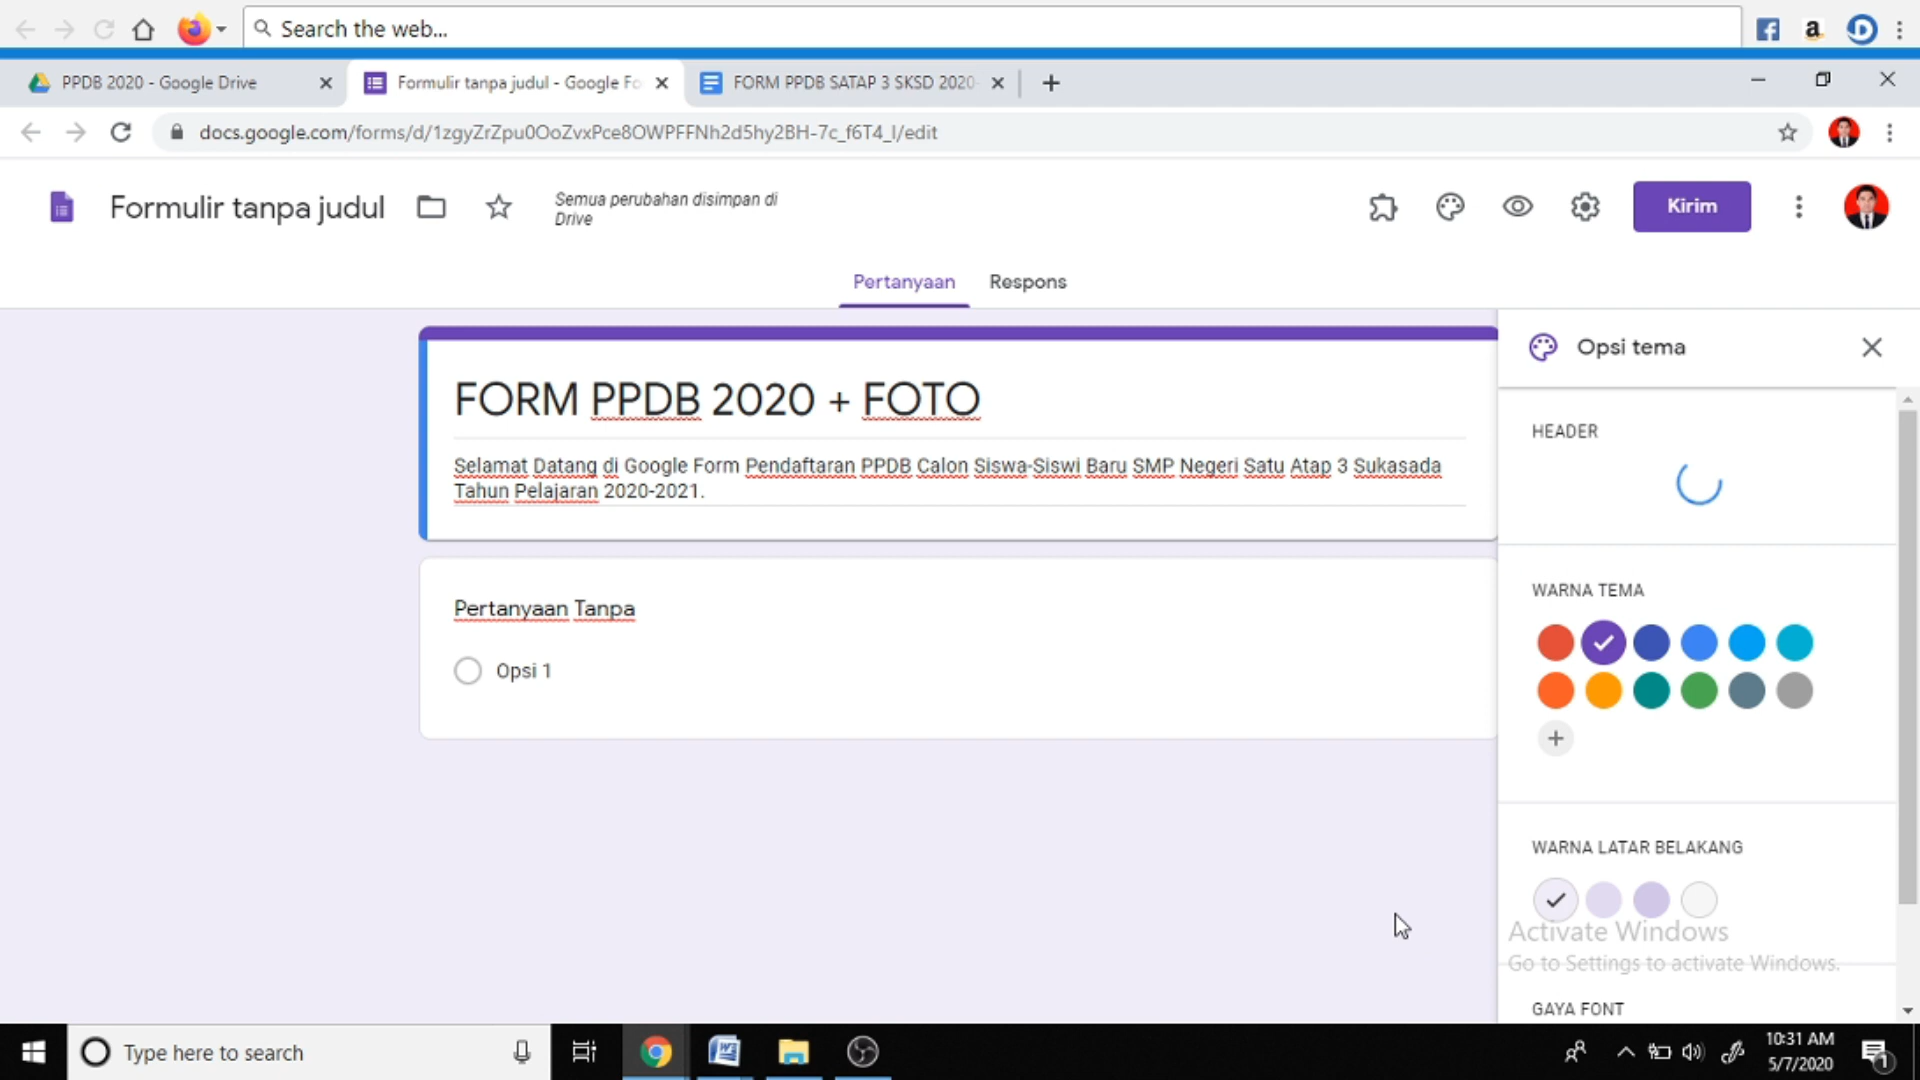 Search the web...
PPDB 2020 - Google Drive
Formulir tanpa judul - Google Fo
FORM PPDB SATAP 3 SKSD 2020-
docs.google.com/forms/d/1zgyZrZpu0OoZvxPce8OWPFFNh2d5hy2BH-7c_f6T4_I/edit
Formulir tanpa judul
Semua perubahan disimpan di
Drive
Kirim
Pertanyaan
Respons
FORM PPDB 2020 + FOTO
Selamat Datang di Google Form Pendaftaran PPDB Calon Siswa-Siswi Baru SMP Negeri Satu Atap 3 Sukasada
Tahun Pelajaran 2020-2021.
Pertanyaan Tanpa
Opsi 1
Opsi tema
HEADER
WARNA TEMA
WARNA LATAR BELAKANG
Activate Windows
Go to Settings to activate Windows.
GAYA FONT
Type here to search
10:31 AM
5/7/2020
1